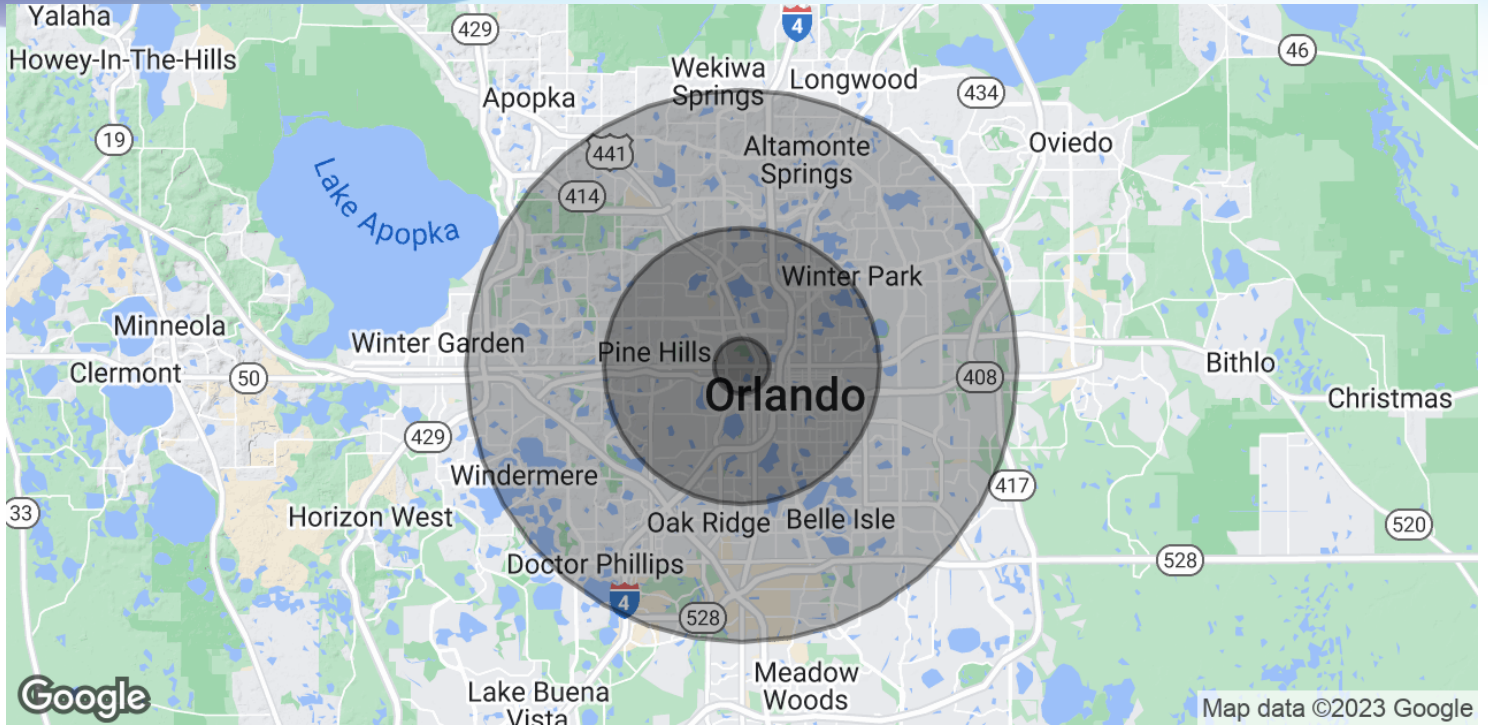 Yalaha
429
4
46
Howey-In-The-Hills
Wekiwa
Springs
Longwood
434
Apopka
19
441
Altamonte
Springs
Oviedo
414
Lake Apopka
Winter Park
Minneola
Winter Garden
Pine Hills
Bithlo
Clermont
50
Orlando
408
Christmas
429
Windermere
417
33
Horizon West
Oak Ridge
Belle Isle
520
Doctor Phillips
528
4
528
Meadow
Woods
Google
Lake Buena
Vista
Map data ©2023 Google